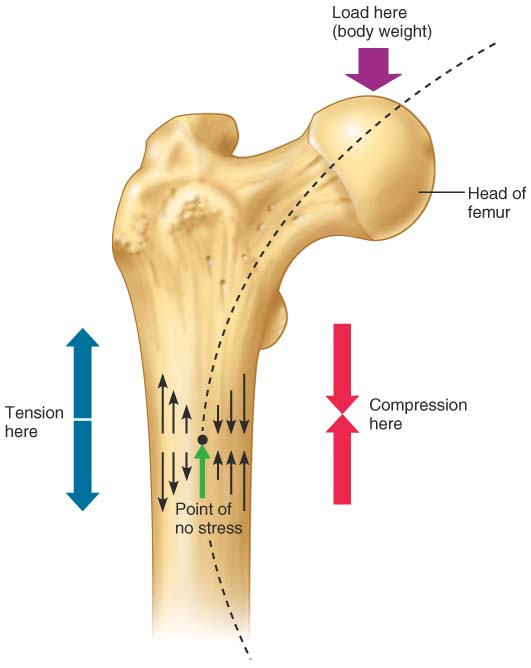 Load here
(body weight)
Head of
femur
Tension
here
Compression
here
Point of
no stress